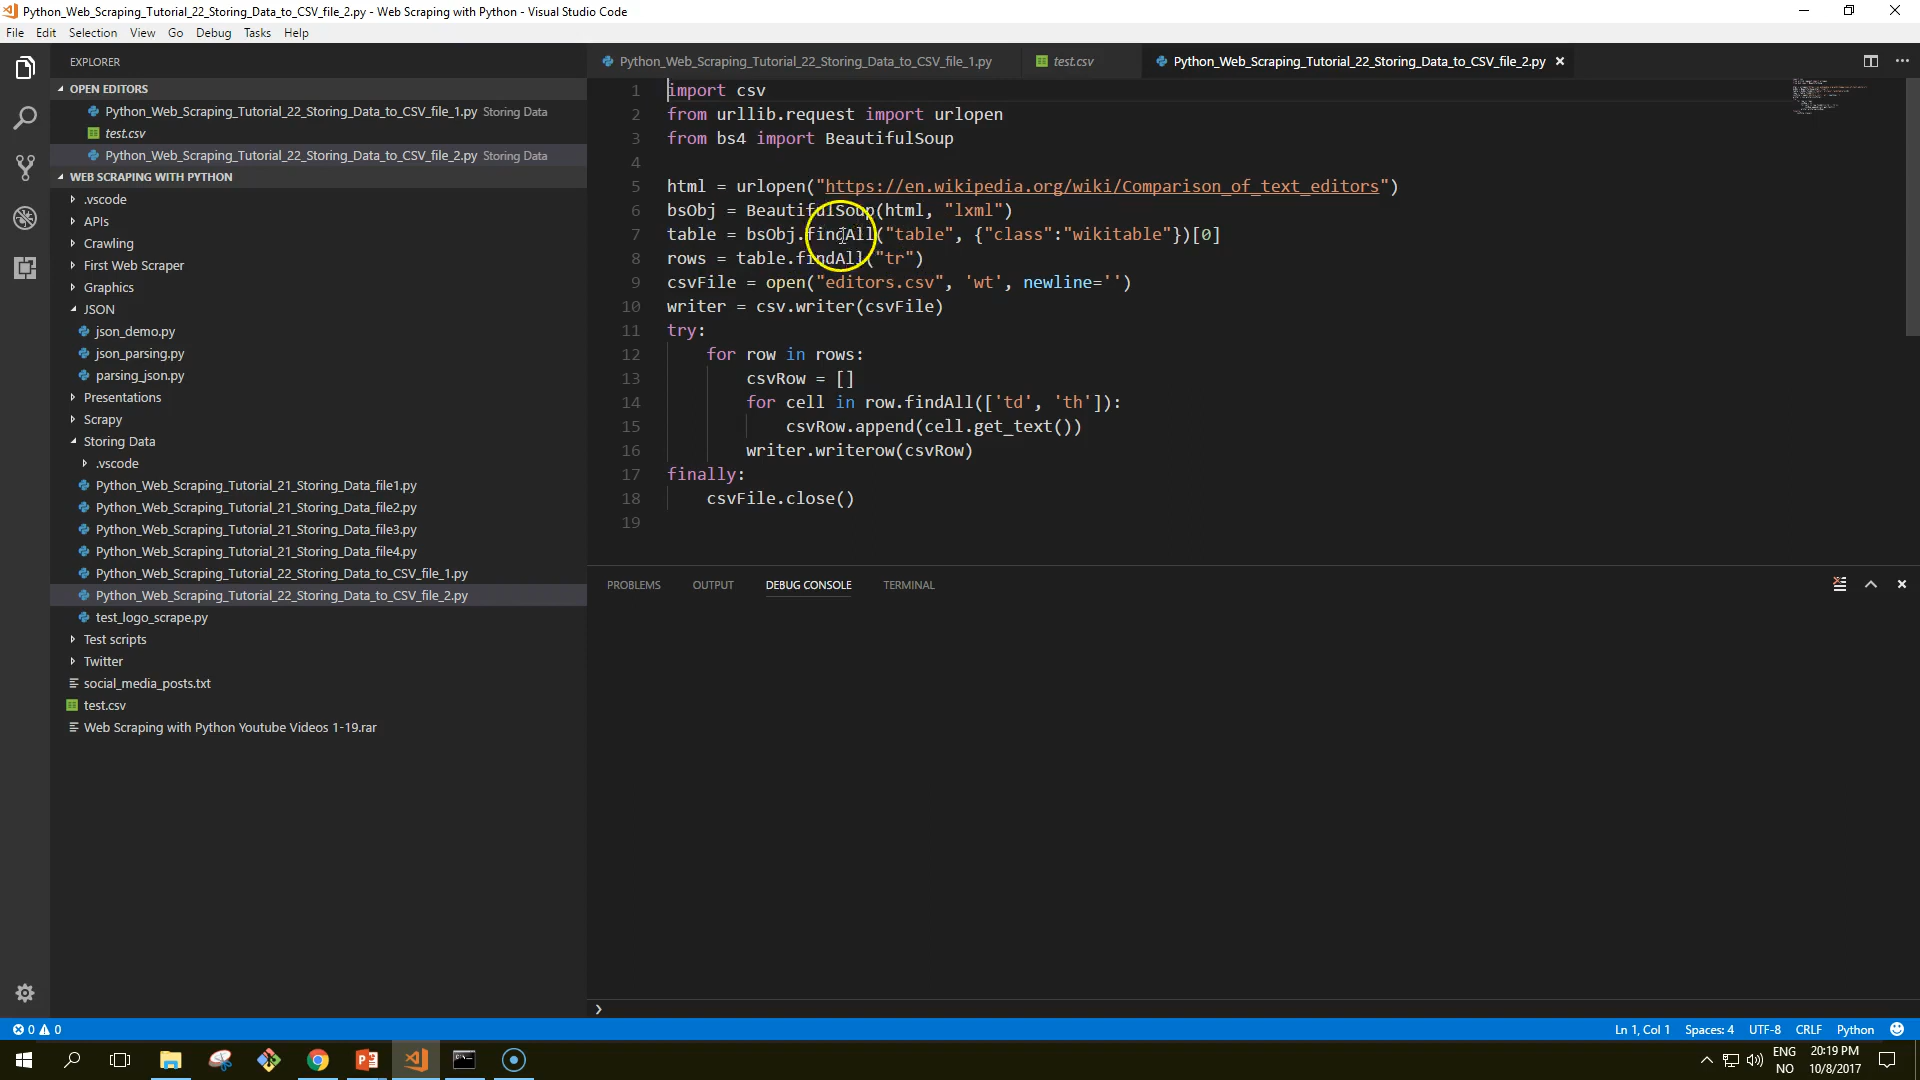 Python_Web_Scraping_Tutorial_22_Storing_Data_to_CSV_file_2.py - Web Scraping with Python - Visual Studio Code
File Edit Selection View Go Debug Tasks Help
EXPLORER
OPEN EDITORS
Python_Web_Scraping_Tutorial_22_Storing_Data_to_CSV_file_1.py Storing Data
test.csv
Python_Web_Scraping_Tutorial_22_Storing_Data_to_CSV_file_2.py Storing Data
WEB SCRAPING WITH PYTHON
.vscode
APIs
Crawling
First Web Scraper
Graphics
JSON
json_demo.py
json_parsing.py
parsing_json.py
Presentations
Scrapy
Storing Data
.vscode
Python_Web_Scraping_Tutorial_21_Storing_Data_file1.py
Python_Web_Scraping_Tutorial_21_Storing_Data_file2.py
Python_Web_Scraping_Tutorial_21_Storing_Data_file3.py
Python_Web_Scraping_Tutorial_21_Storing_Data_file4.py
Python_Web_Scraping_Tutorial_22_Storing_Data_to_CSV_file_1.py
Python_Web_Scraping_Tutorial_22_Storing_Data_to_CSV_file_2.py
test_logo_scrape.py
Test scripts
Twitter
social_media_posts.txt
test.csv
Web Scraping with Python Youtube Videos 1-19.rar
Python_Web_Scraping_Tutorial_22_Storing_Data_to_CSV_file_1.py test.csv Python_Web_Scraping_Tutorial_22_Storing_Data_to_CSV_file_2.py
1 import csv
2 from urllib.request import urlopen
3 from bs4 import BeautifulSoup
4
5 html = urlopen("https://en.wikipedia.org/wiki/Comparison_of_text_editors")
6 bsObj = BeautifulSoup(html, "lxml")
7 table = bsObj.findAll("table", {"class":"wikitable"})[0]
8 rows = table.findAll("tr")
9 csvFile = open("editors.csv", 'wt', newline='')
10 writer = csv.writer(csvFile)
11 try:
12 for row in rows:
13 csvRow = []
14 for cell in row.findAll(['td', 'th']):
15 csvRow.append(cell.get_text())
16 writer.writerow(csvRow)
17 finally:
18 csvFile.close()
19
PROBLEMS OUTPUT DEBUG CONSOLE TERMINAL
0 0 Ln 1, Col 1 Spaces: 4 UTF-8 CRLF Python
ENG 20:19 PM
NO 10/8/2017